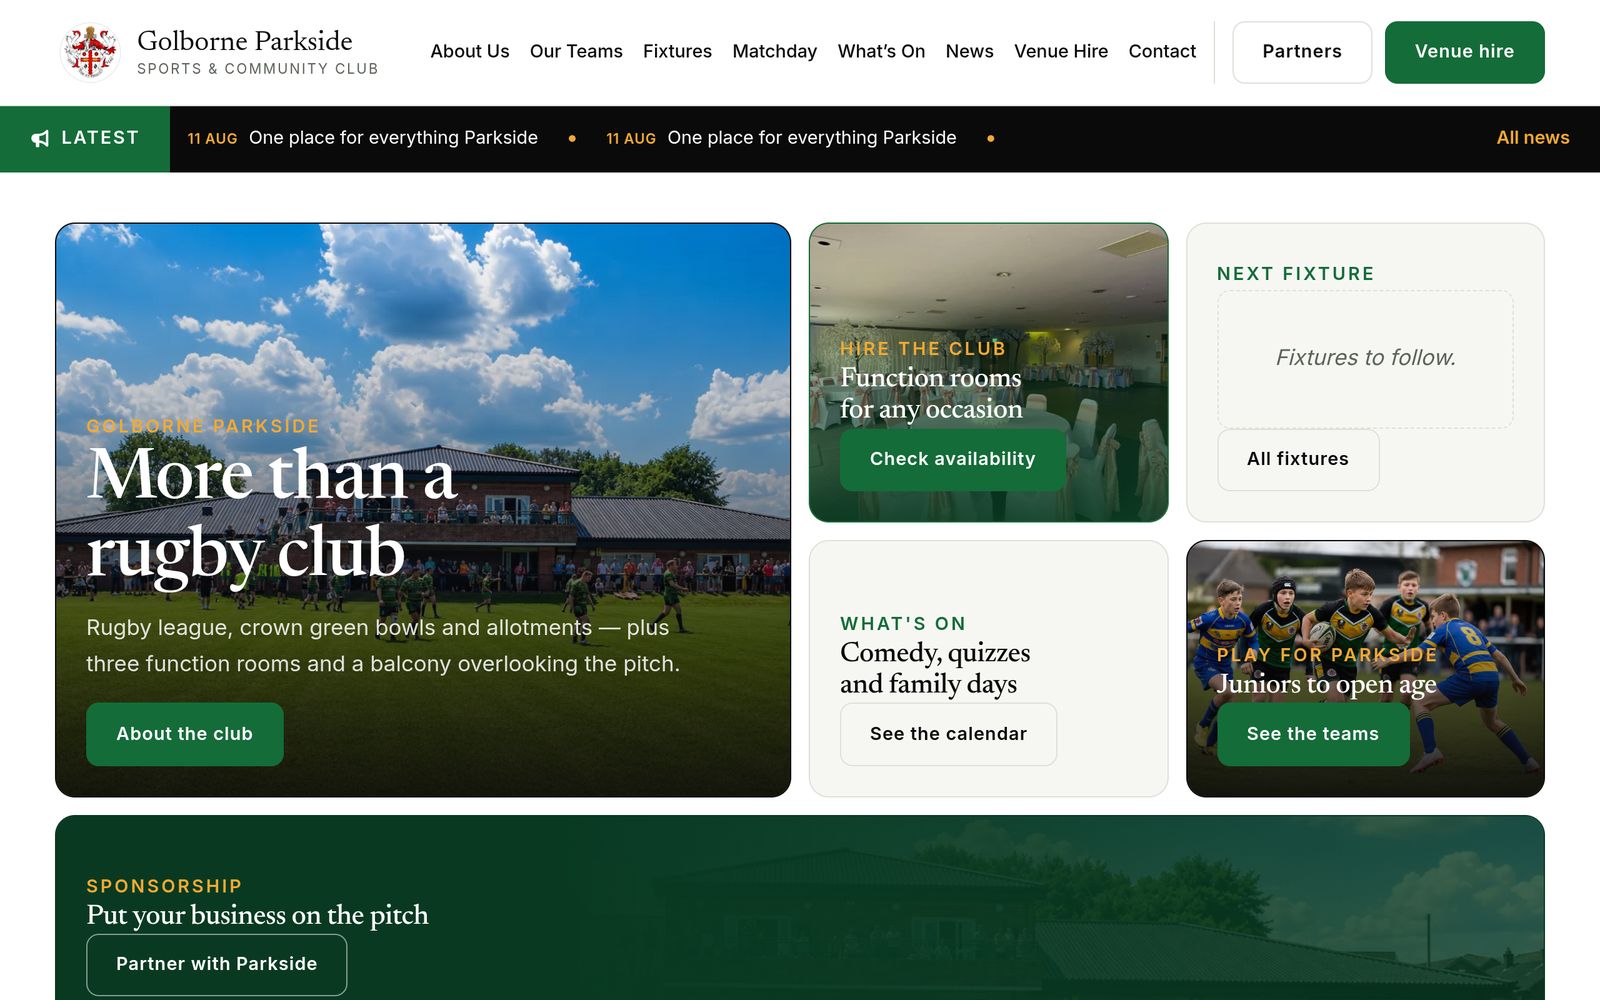 Golborne Parkside
SPORTS & COMMUNITY CLUB
About Us
Our Teams
Fixtures
Matchday
What's On
News
Venue Hire
Contact
Partners
Venue hire
LATEST
11 AUG One place for everything Parkside •
11 AUG One place for everything Parkside •
All news
GOLBORNE PARKSIDE
More than a
rugby club
Rugby league, crown green bowls and allotments — plus
three function rooms and a balcony overlooking the pitch.
About the club
HIRE THE CLUB
Function rooms
for any occasion
Check availability
NEXT FIXTURE
Fixtures to follow.
All fixtures
WHAT'S ON
Comedy, quizzes
and family days
See the calendar
8
PLAY FOR PARKSIDE
Juniors to open age
See the teams
SPONSORSHIP
Put your business on the pitch
Partner with Parkside